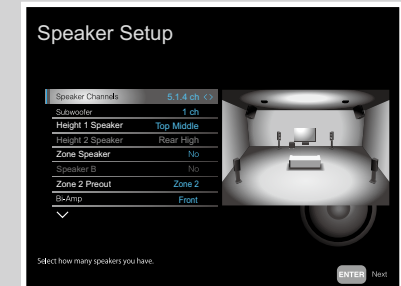 Speaker Setup
Speaker Channels 5.1.4 ch < >
Subwoofer 1 ch
Height 1 Speaker Top Middle
Height 2 Speaker Rear High
Zone Speaker No
Speaker B No
Zone 2 Preout Zone 2
Bi-Amp Front
Select how many speakers you have.
ENTER Next